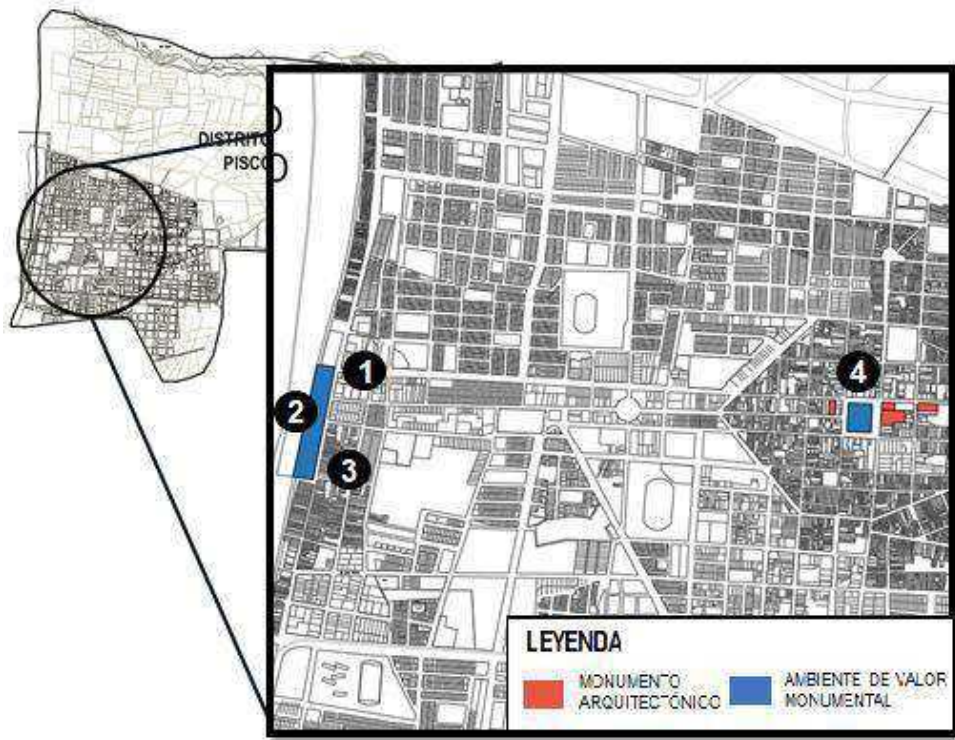 DISTRITO
PISCO
1
2
3
4
LEYENDA
MONUMENTO
ARQUITECTÓNICO
AMBIENTE DE VALOR
MONUMENTAL